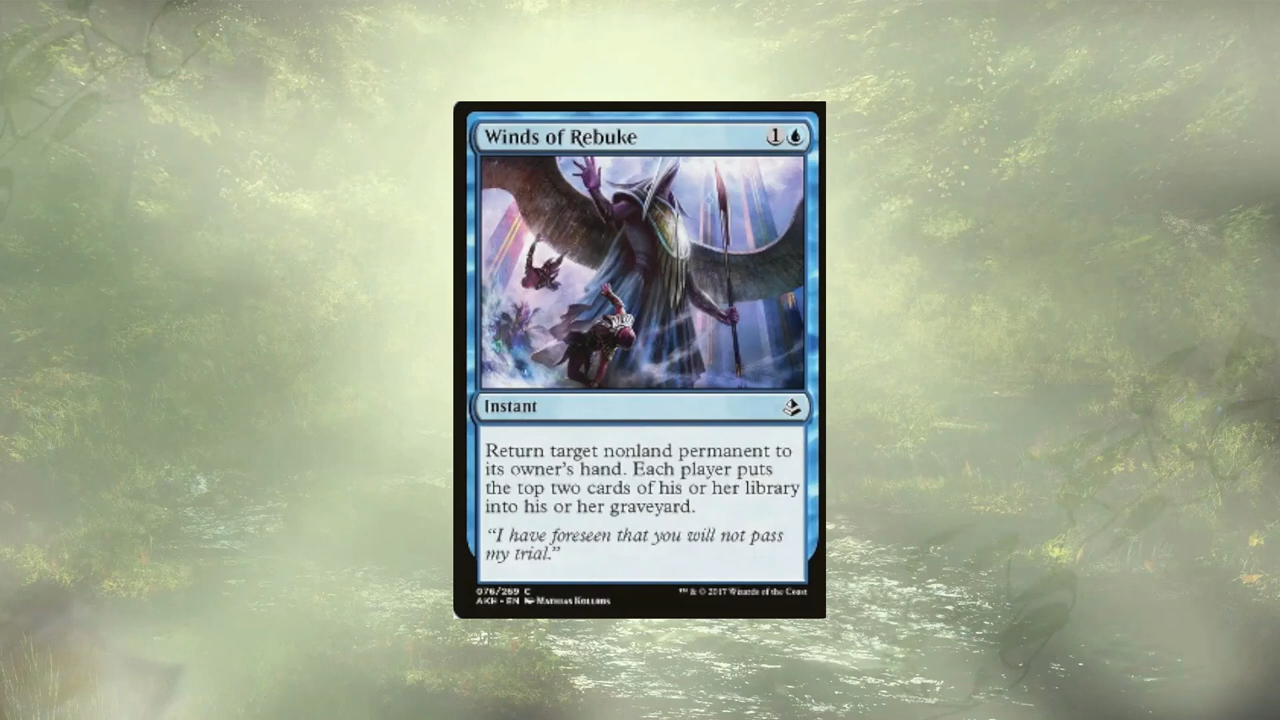 Winds of Rebuke 1
Instant
Return target nonland permanent to
its owner's hand. Each player puts
the top two cards of his or her library
into his or her graveyard.
“I have foreseen that you will not pass
my trial.”
076/269 C
AKH • EN Mathias Kollros
™ & © 2017 Wizards of the Coast